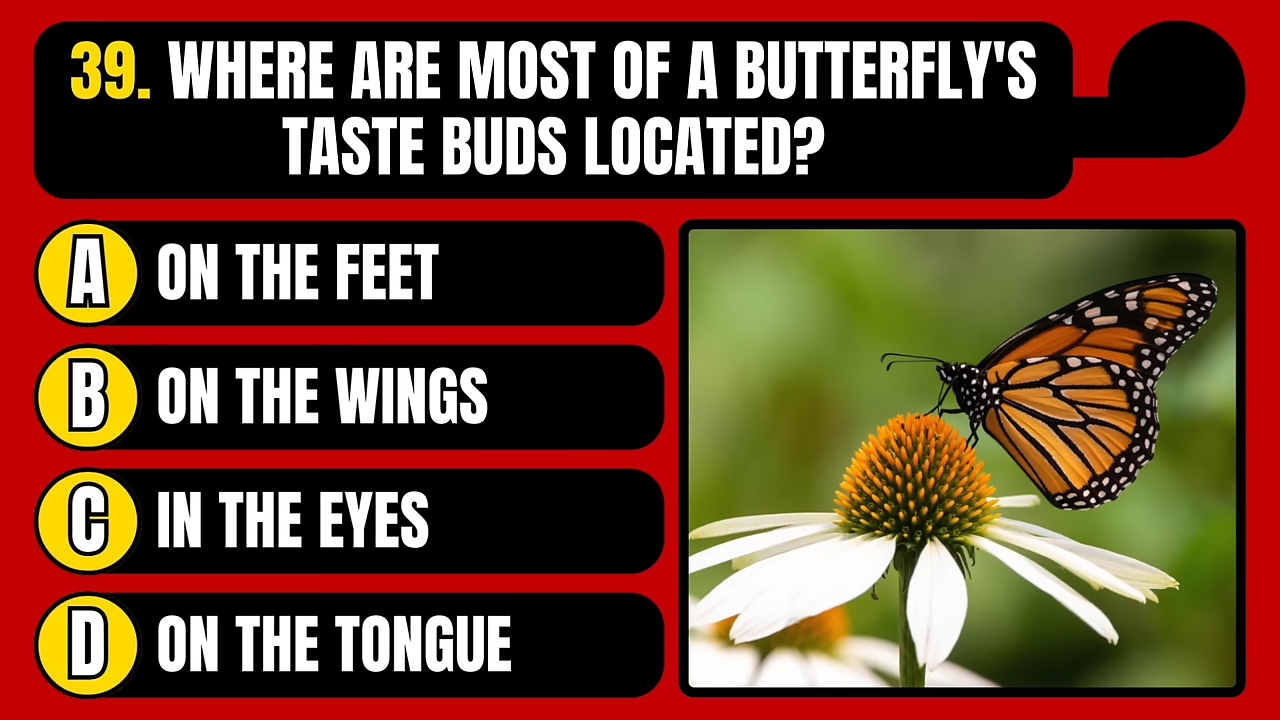 39. WHERE ARE MOST OF A BUTTERFLY'S
TASTE BUDS LOCATED?
A ON THE FEET
B ON THE WINGS
C IN THE EYES
D ON THE TONGUE